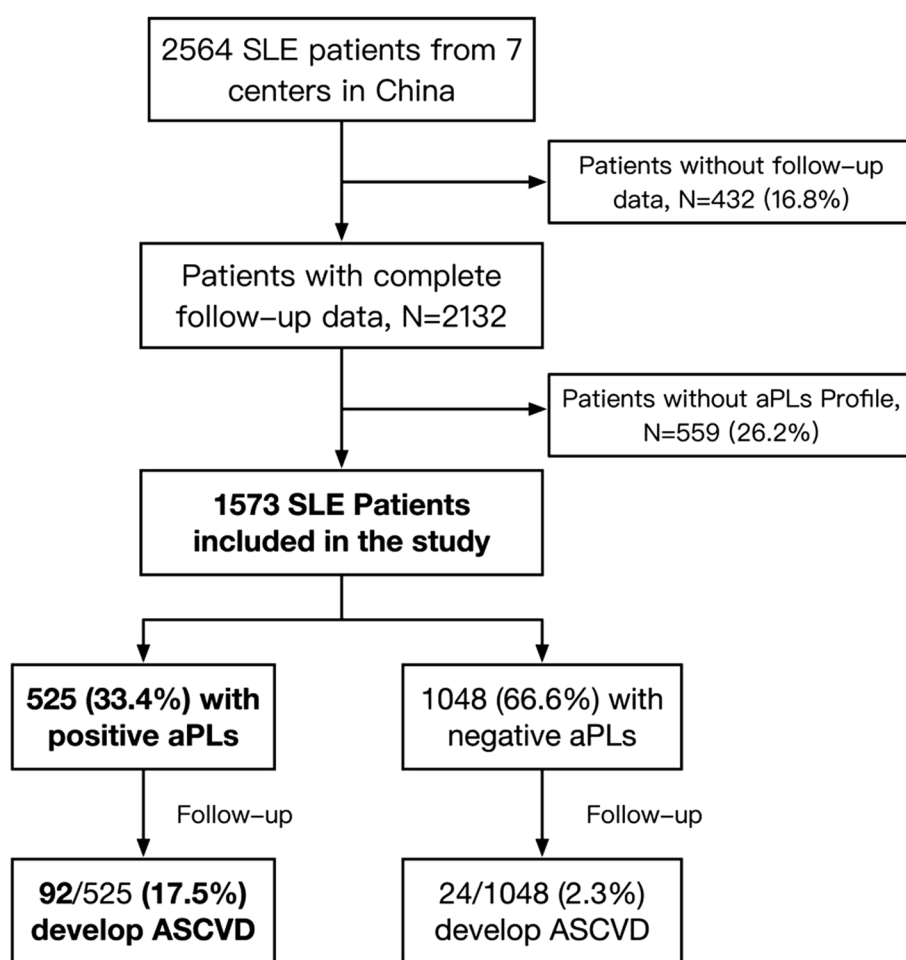 2564 SLE patients from 7
centers in China
Patients without follow–up
data, N=432 (16.8%)
Patients with complete
follow–up data, N=2132
Patients without aPLs Profile,
N=559 (26.2%)
1573 SLE Patients
included in the study
525 (33.4%) with
positive aPLs
1048 (66.6%) with
negative aPLs
Follow–up
Follow–up
92/525 (17.5%)
develop ASCVD
24/1048 (2.3%)
develop ASCVD